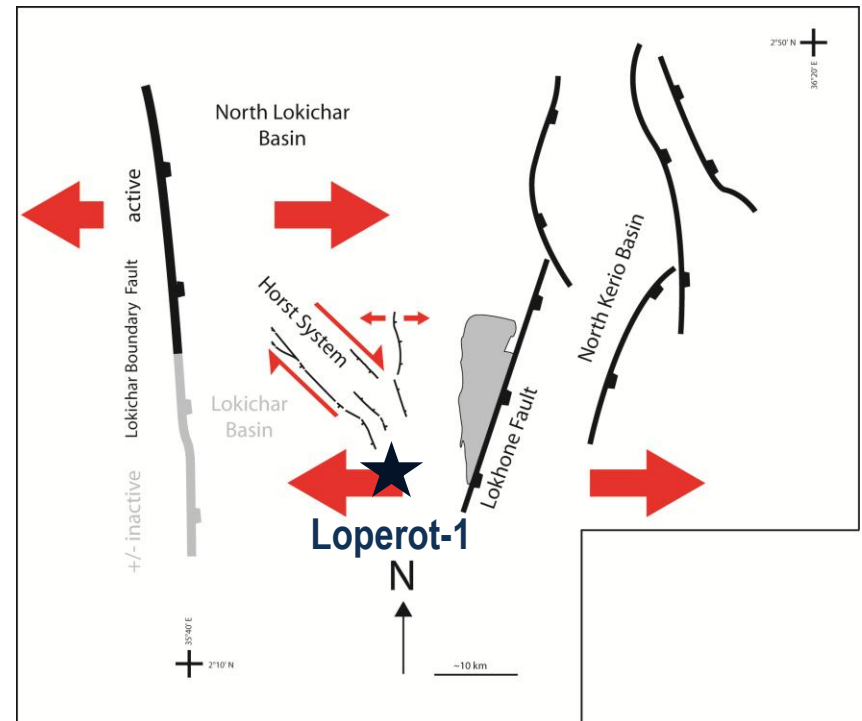 2°50' N
36°20' E
North Lokichar
Basin
active
Lokichar Boundary Fault
+/- inactive
Horst System
North Kerio Basin
Lokichar
Basin
Lokhone Fault
Loperot-1
N
35°40' E
2°10' N
~10 km